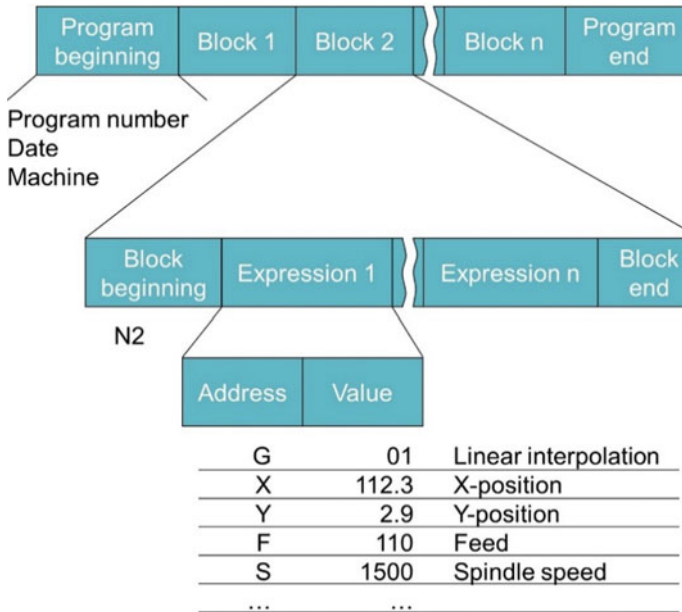 Program beginning Block 1 Block 2 Block n Program end
Program number
Date
Machine
Block beginning Expression 1 Expression n Block end
N2
Address Value
G 01 Linear interpolation
X 112.3 X-position
Y 2.9 Y-position
F 110 Feed
S 1500 Spindle speed
... ...